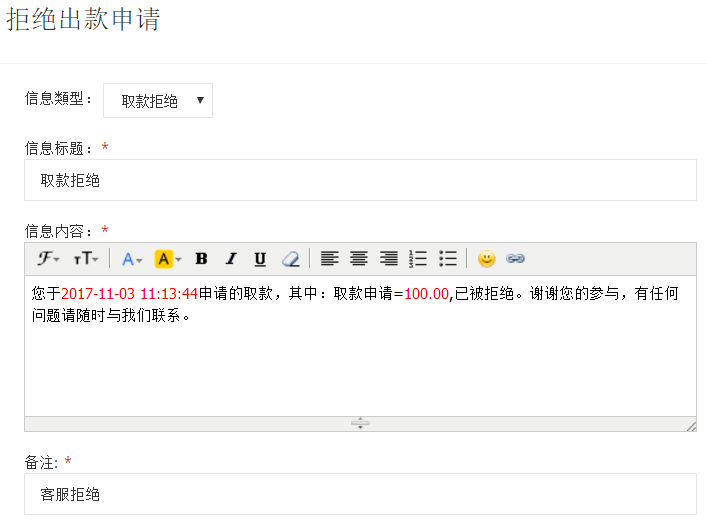 拒绝出款申请
信息類型： 取款拒绝
信息标题：*
取款拒绝
信息内容：*
您于2017-11-03 11:13:44申请的取款，其中：取款申请=100.00,已被拒绝。谢谢您的参与，有任何
问题请随时与我们联系。
备注: *
客服拒绝